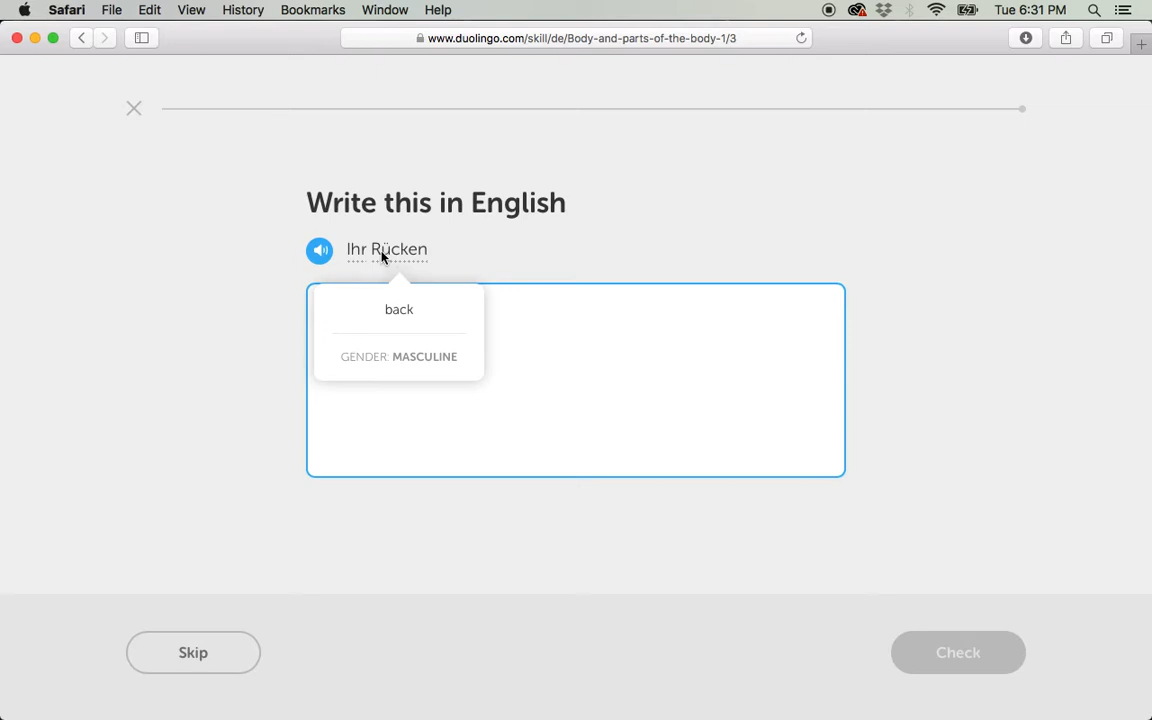 Safari File Edit View History Bookmarks Window Help Tue 6:31 PM
www.duolingo.com/skill/de/Body-and-parts-of-the-body-1/3
Write this in English
Ihr Rücken
back
GENDER: MASCULINE
Skip Check